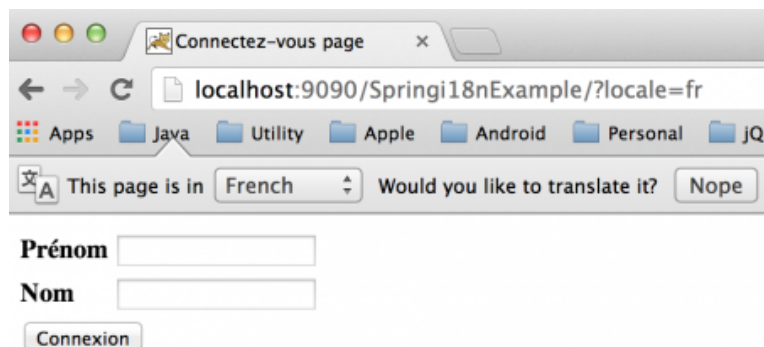 Connectez-vous page
localhost:9090/Springi18nExample/?locale=fr
Apps Java Utility Apple Android Personal jQ
This page is in French Would you like to translate it? Nope
Prénom
Nom
Connexion